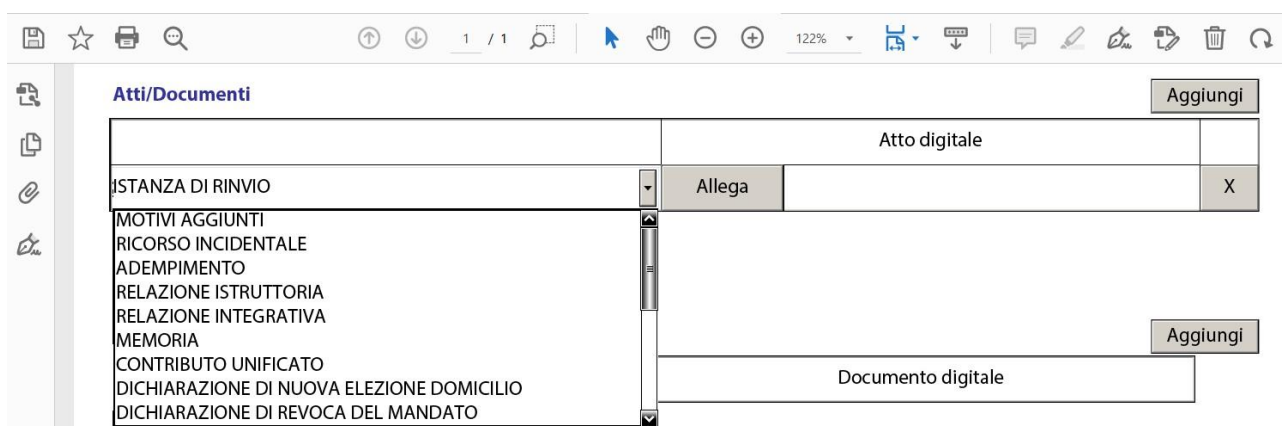 1 / 1 122%
Atti/Documenti Aggiungi
Atto digitale
ISTANZA DI RINVIO Allega X
MOTIVI AGGIUNTI
RICORSO INCIDENTALE
ADEMPIMENTO
RELAZIONE ISTRUTTORIA
RELAZIONE INTEGRATIVA
MEMORIA
Aggiungi
CONTRIBUTO UNIFICATO
Documento digitale
DICHIARAZIONE DI NUOVA ELEZIONE DOMICILIO
DICHIARAZIONE DI REVOCA DEL MANDATO